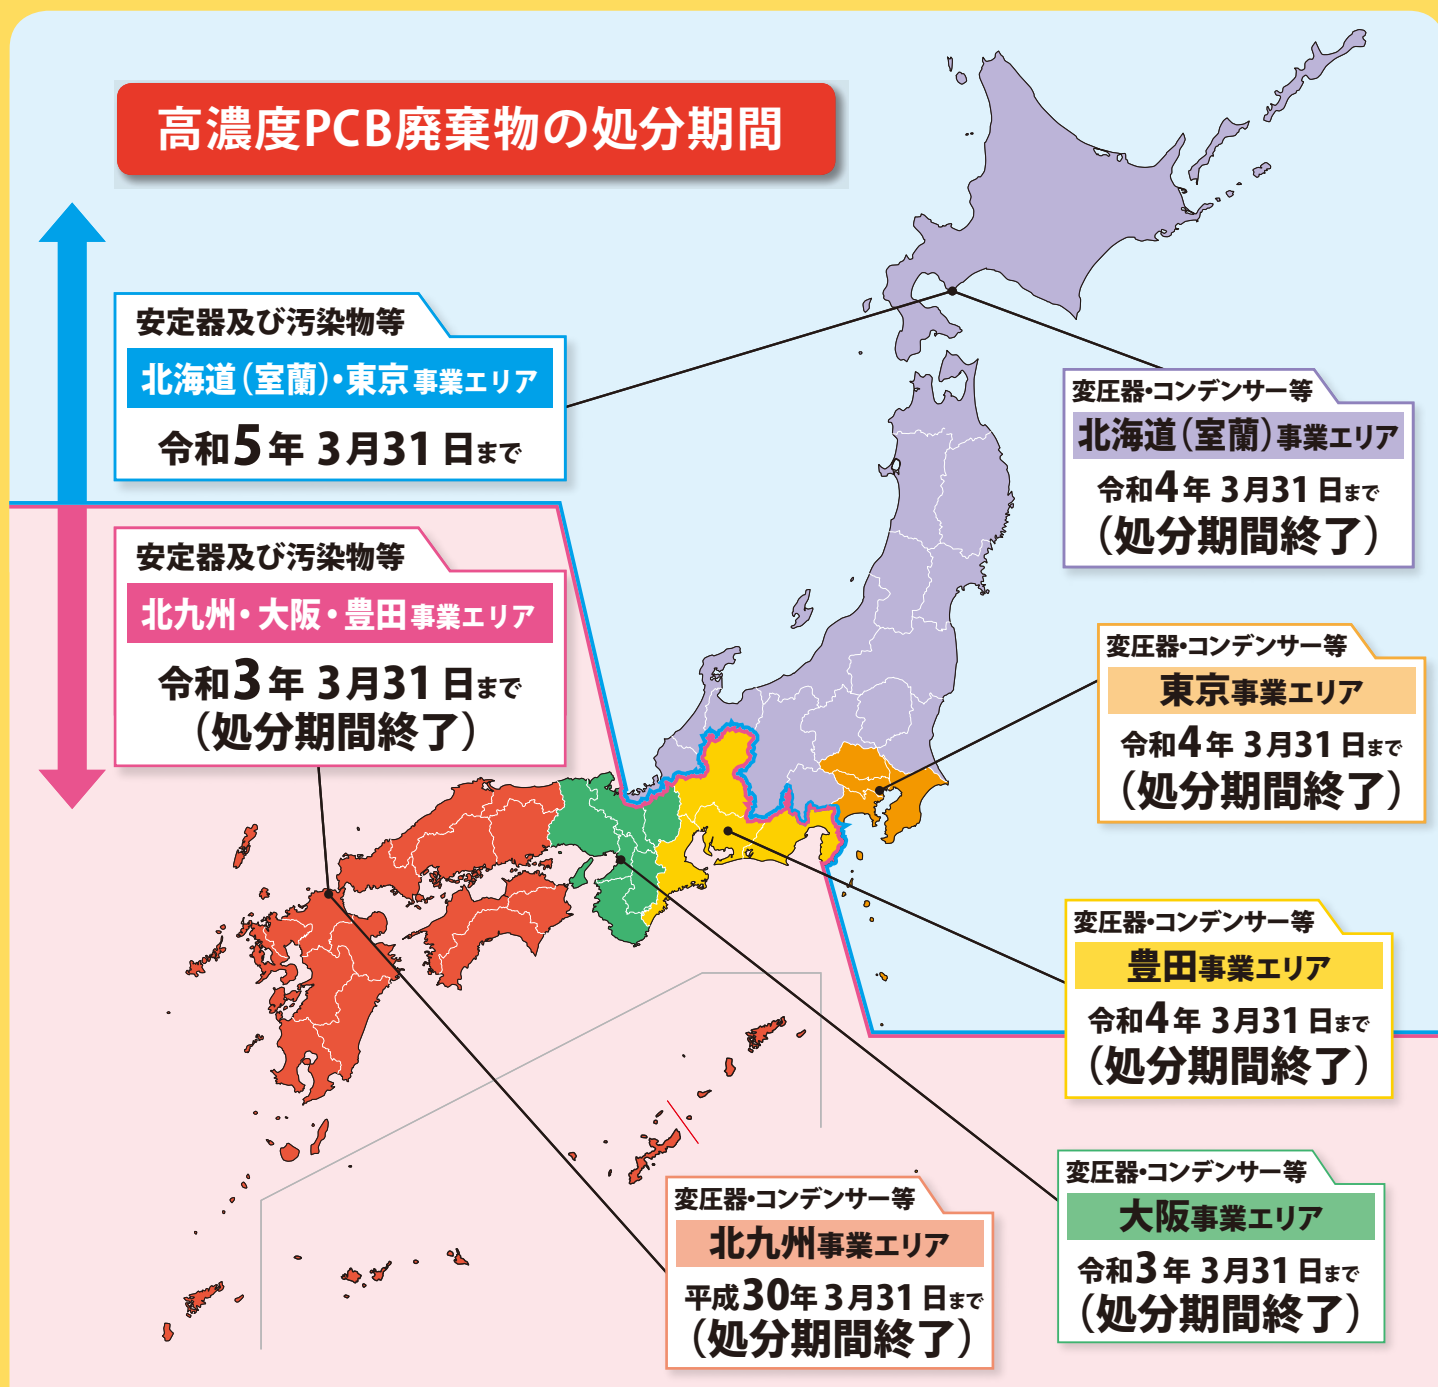 高濃度PCB廃棄物の処分期間
安定器及び汚染物等
北海道（室蘭）・東京事業エリア
令和5年 3月31日まで
安定器及び汚染物等
北九州・大阪・豊田事業エリア
令和3年 3月31日まで
（処分期間終了）
変圧器・コンデンサー等
北海道（室蘭）事業エリア
令和4年 3月31日まで
（処分期間終了）
変圧器・コンデンサー等
東京事業エリア
令和4年 3月31日まで
（処分期間終了）
変圧器・コンデンサー等
豊田事業エリア
令和4年 3月31日まで
（処分期間終了）
変圧器・コンデンサー等
大阪事業エリア
令和3年 3月31日まで
（処分期間終了）
変圧器・コンデンサー等
北九州事業エリア
平成30年 3月31日まで
（処分期間終了）